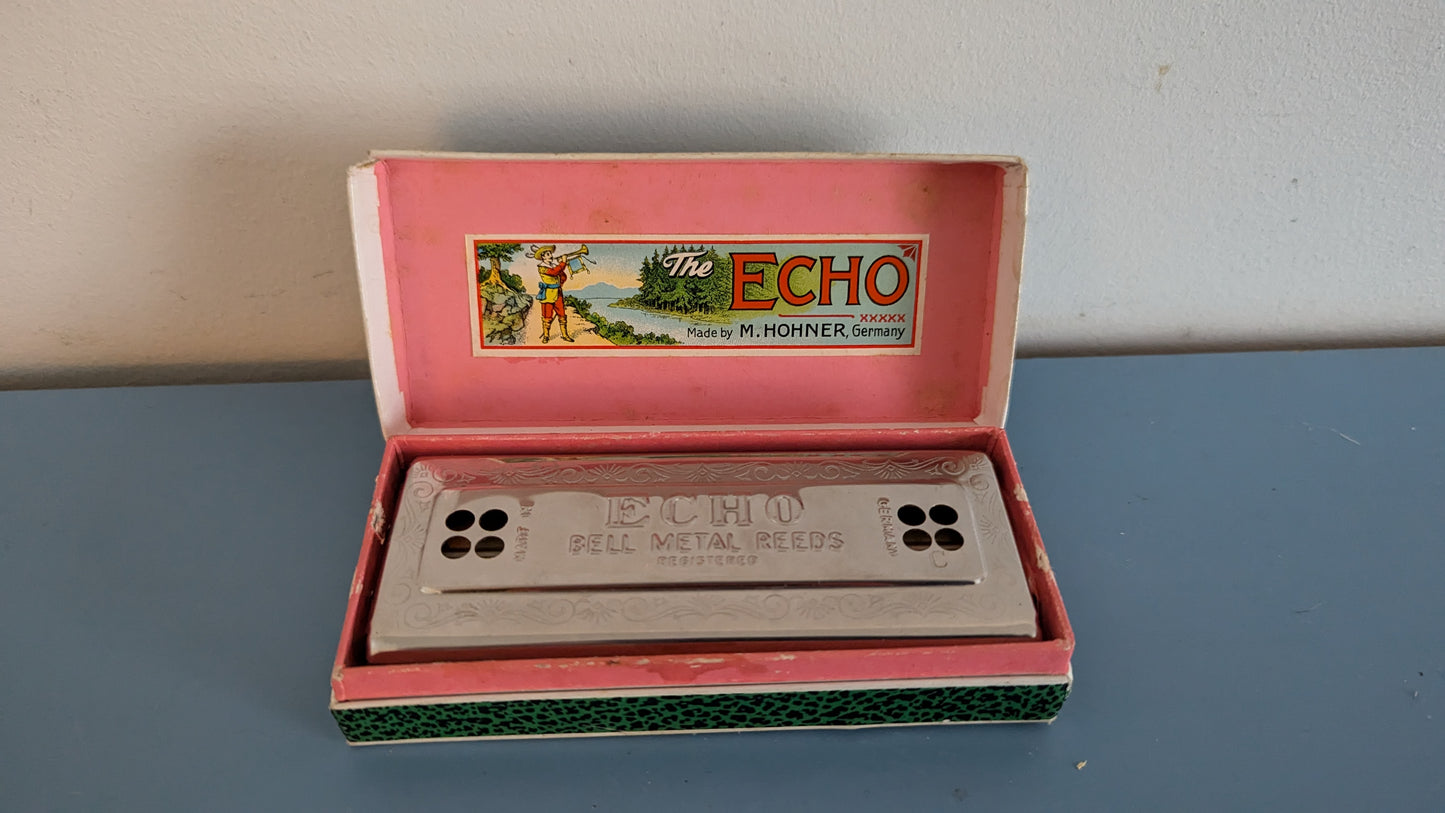 The ECHO
xxxxx
Made by M. HOHNER, Germany
ECHO
BELL METAL REEDS
REGISTERED
GERMANY
C